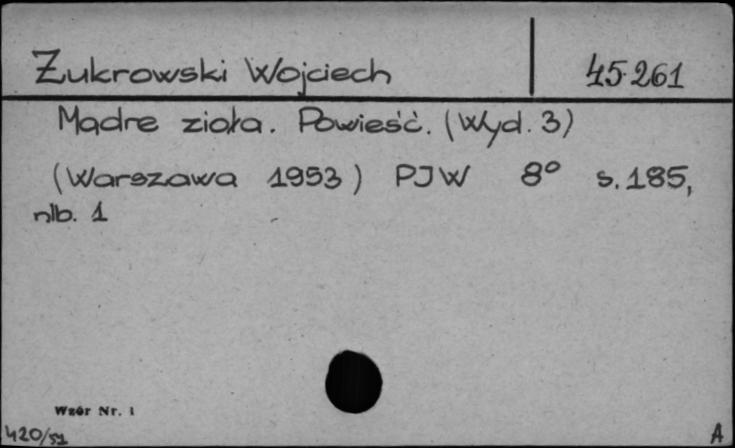 Żukrowski Wojciech 45·261
Mądre zioła. Powieść. (Wyd. 3)
(Warszawa 1953) PIW 8° s. 185,
nlb. 1
Wzór Nr. 1
420/51 A